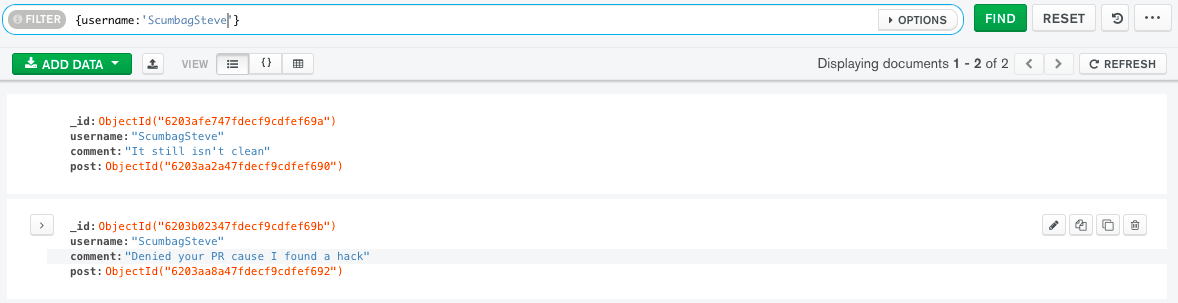 FILTER {username:'ScumbagSteve'} OPTIONS FIND RESET
ADD DATA VIEW {} Displaying documents 1 - 2 of 2 REFRESH
_id:ObjectId("6203afe747fdecf9cdfef69a")
username:"ScumbagSteve"
comment:"It still isn't clean"
post:ObjectId("6203aa2a47fdecf9cdfef690")
_id:ObjectId("6203b02347fdecf9cdfef69b")
username:"ScumbagSteve"
comment:"Denied your PR cause I found a hack"
post:ObjectId("6203aa8a47fdecf9cdfef692")